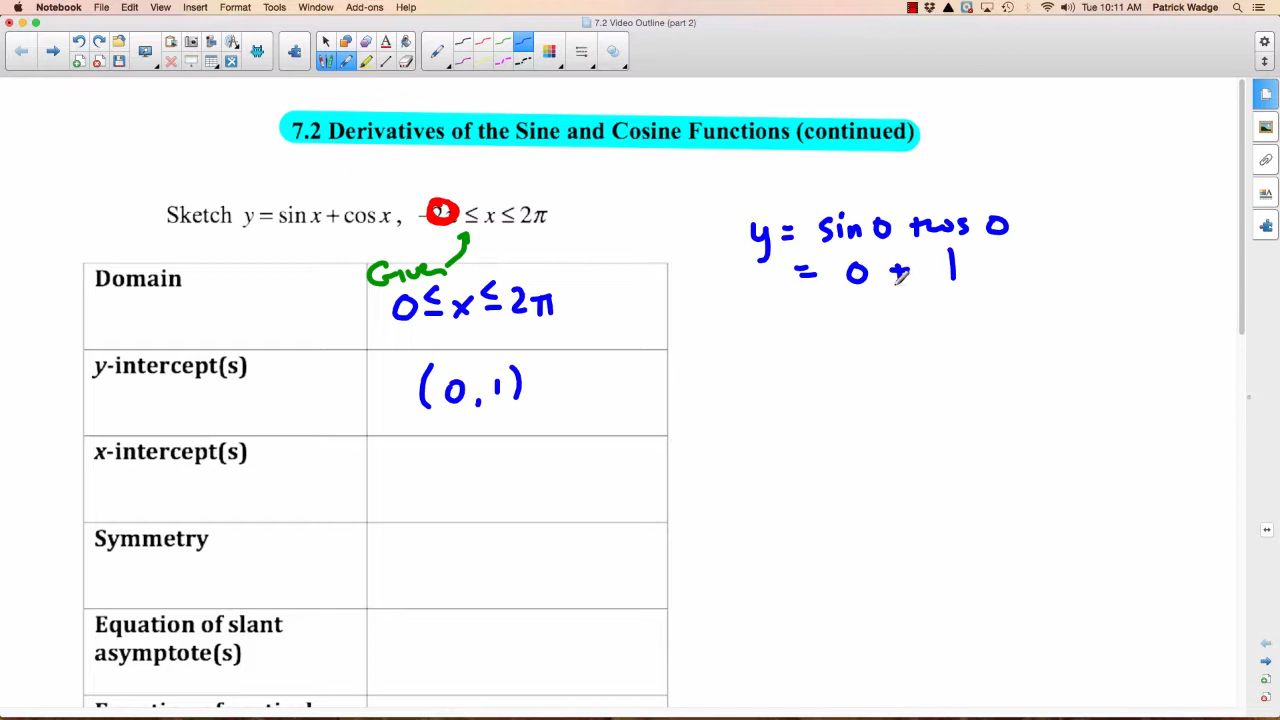 Notebook File Edit View Insert Format Tools Window Add-ons Help Tue 10:11 AM Patrick Wadge
7.2 Video Outline (part 2)
7.2 Derivatives of the Sine and Cosine Functions (continued)
Sketch y = sin x + cos x , − ≤ x ≤ 2π
y = sin 0 + cos 0
= 0 + 1
Given
Domain
0 ≤ x ≤ 2π
y-intercept(s)
(0, 1)
x-intercept(s)
Symmetry
Equation of slant
asymptote(s)